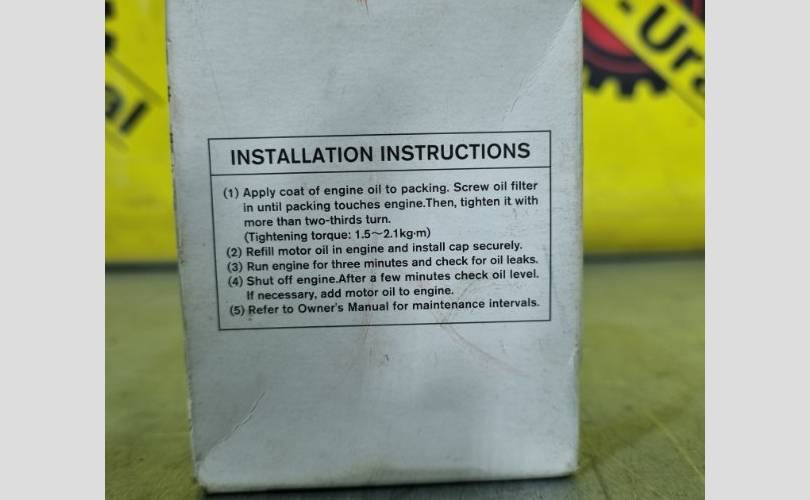 -Ura
al
INSTALLATION INSTRUCTIONS
(1) Apply coat of engine oil to packing. Screw oil filter
in until packing touches engine.Then, tighten it with
more than two-thirds turn.
(Tightening torque: 1.5～2.1kg·m)
(2) Refill motor oil in engine and install cap securely.
(3) Run engine for three minutes and check for oil leaks.
(4) Shut off engine.After a few minutes check oil level.
If necessary, add motor oil to engine.
(5) Refer to Owner's Manual for maintenance intervals.